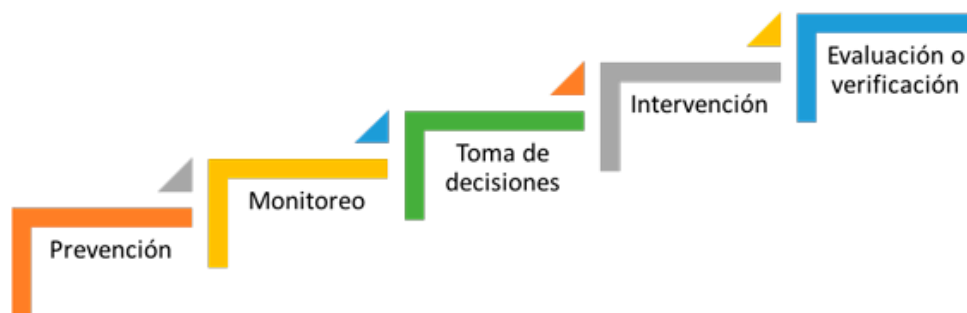 Prevención
Monitoreo
Toma de
decisiones
Intervención
Evaluación o
verificación